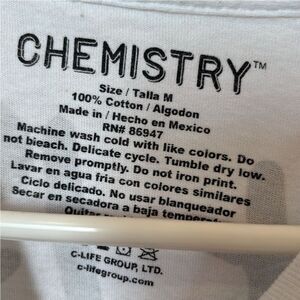 CHEMISTRY™
Size / Talla M
100% Cotton / Algodon
Made in / Hecho en Mexico
RN# 86947
Machine wash cold with like colors. Do
not bleach. Delicate cycle. Tumble dry low.
Remove promptly. Do not iron print.
Lavar en agua fria con colores similares
Ciclo delicado. No usar blanqueador
Secar en secadora a baja
Quitar
C-LIFE GROUP, LTD.
c-lifegroup.com